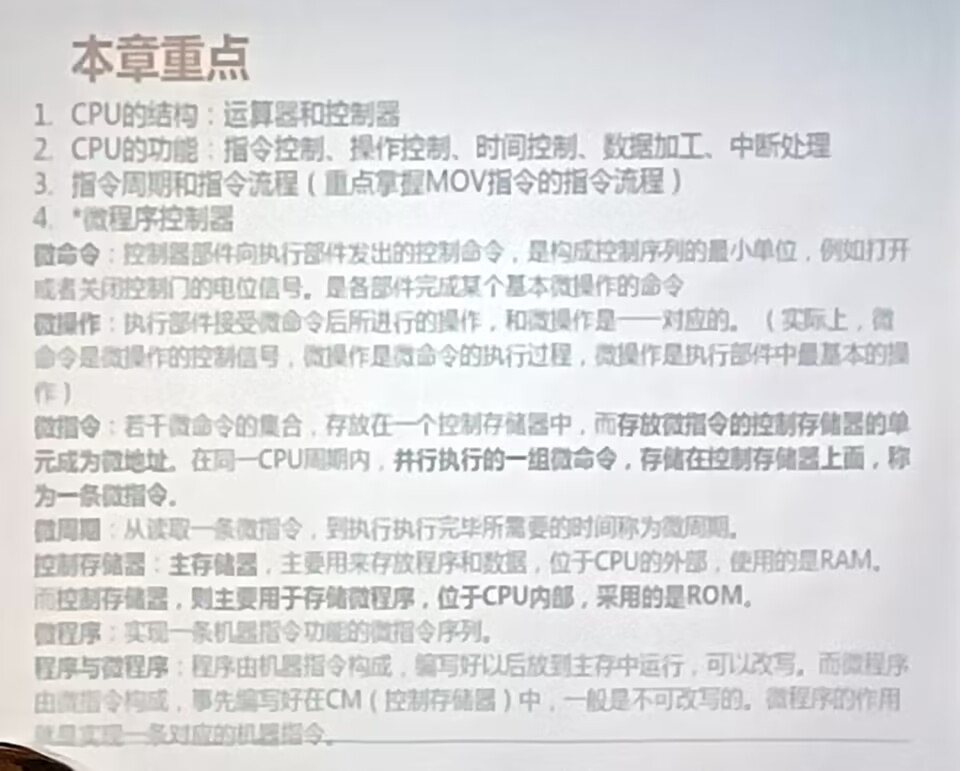 本章重点
1. CPU的结构：运算器和控制器
2. CPU的功能：指令控制、操作控制、时间控制、数据加工、中断处理
3. 指令周期和指令流程（重点掌握MOV指令的指令流程）
4. *微程序控制器
微命令：控制器部件向执行部件发出的控制命令，是构成控制序列的最小单位，例如打开
或者关闭控制门的电位信号。是各部件完成某个基本微操作的命令
微操作：执行部件接受微命令后所进行的操作，和微操作是一一对应的。（实际上，微
命令是微操作的控制信号，微操作是微命令的执行过程，微操作是执行部件中最基本的操
作）
微指令：若干微命令的集合，存放在一个控制存储器中，而存放微指令的控制存储器的单
元成为微地址。在同一CPU周期内，并行执行的一组微命令，存储在控制存储器上面，称
为一条微指令。
微周期：从读取一条微指令，到执行执行完毕所需要的时间称为微周期。
控制存储器：主存储器，主要用来存放程序和数据，位于CPU的外部，使用的是RAM。
而控制存储器，则主要用于存储微程序，位于CPU内部，采用的是ROM。
微程序：实现一条机器指令功能的微指令序列。
程序与微程序：程序由机器指令构成，编写好以后放到主存中运行，可以改写。而微程序
由微指令构成，事先编写好在CM（控制存储器）中，一般是不可改写的。微程序的作用
就是实现一条对应的机器指令。